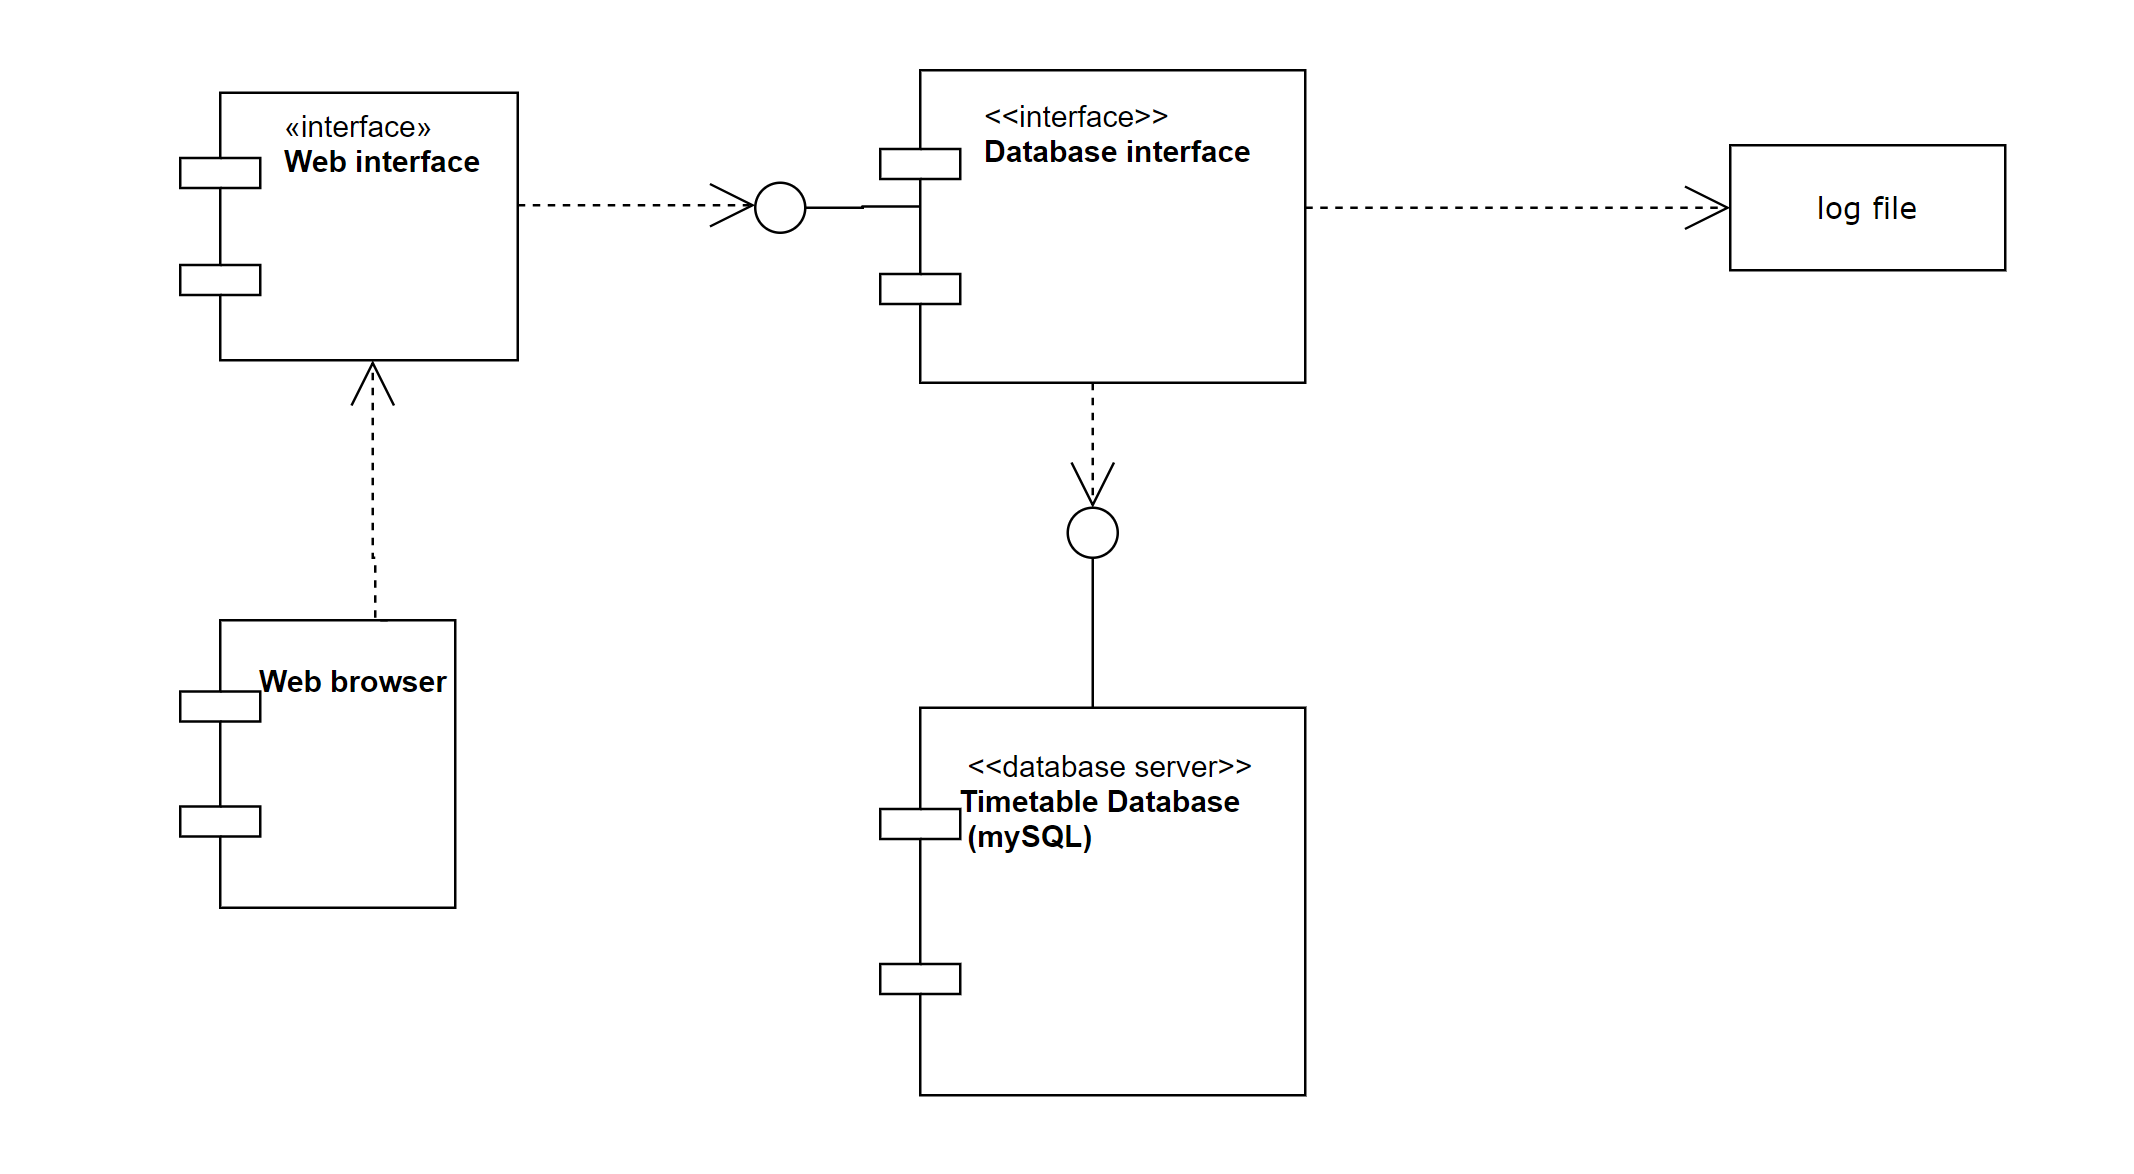 «interface»
Web interface
<<interface>>
Database interface
log file
Web browser
<<database server>>
Timetable Database
(mySQL)